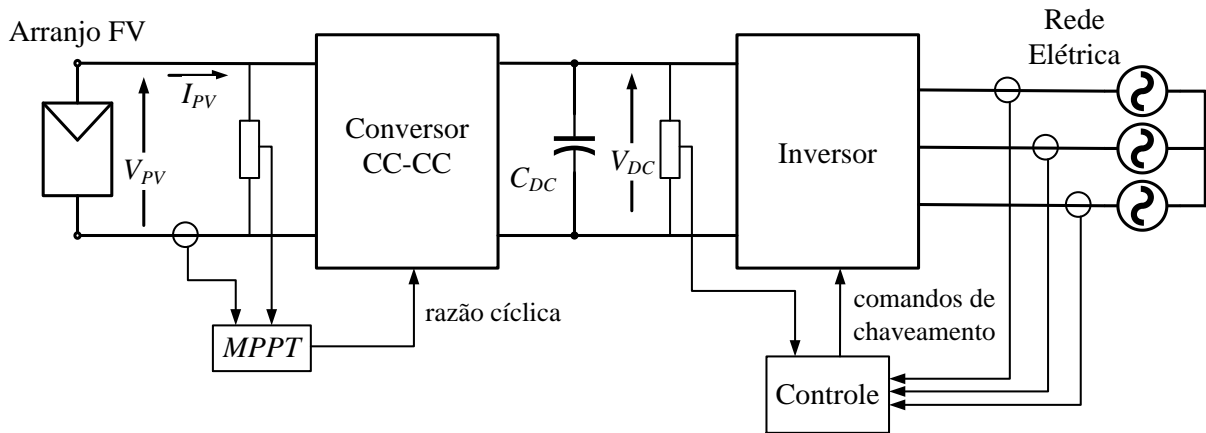 Arranjo FV
Rede
Elétrica
I_PV
V_PV
Conversor
CC-CC
C_DC
V_DC
Inversor
MPPT
razão cíclica
comandos de
chaveamento
Controle